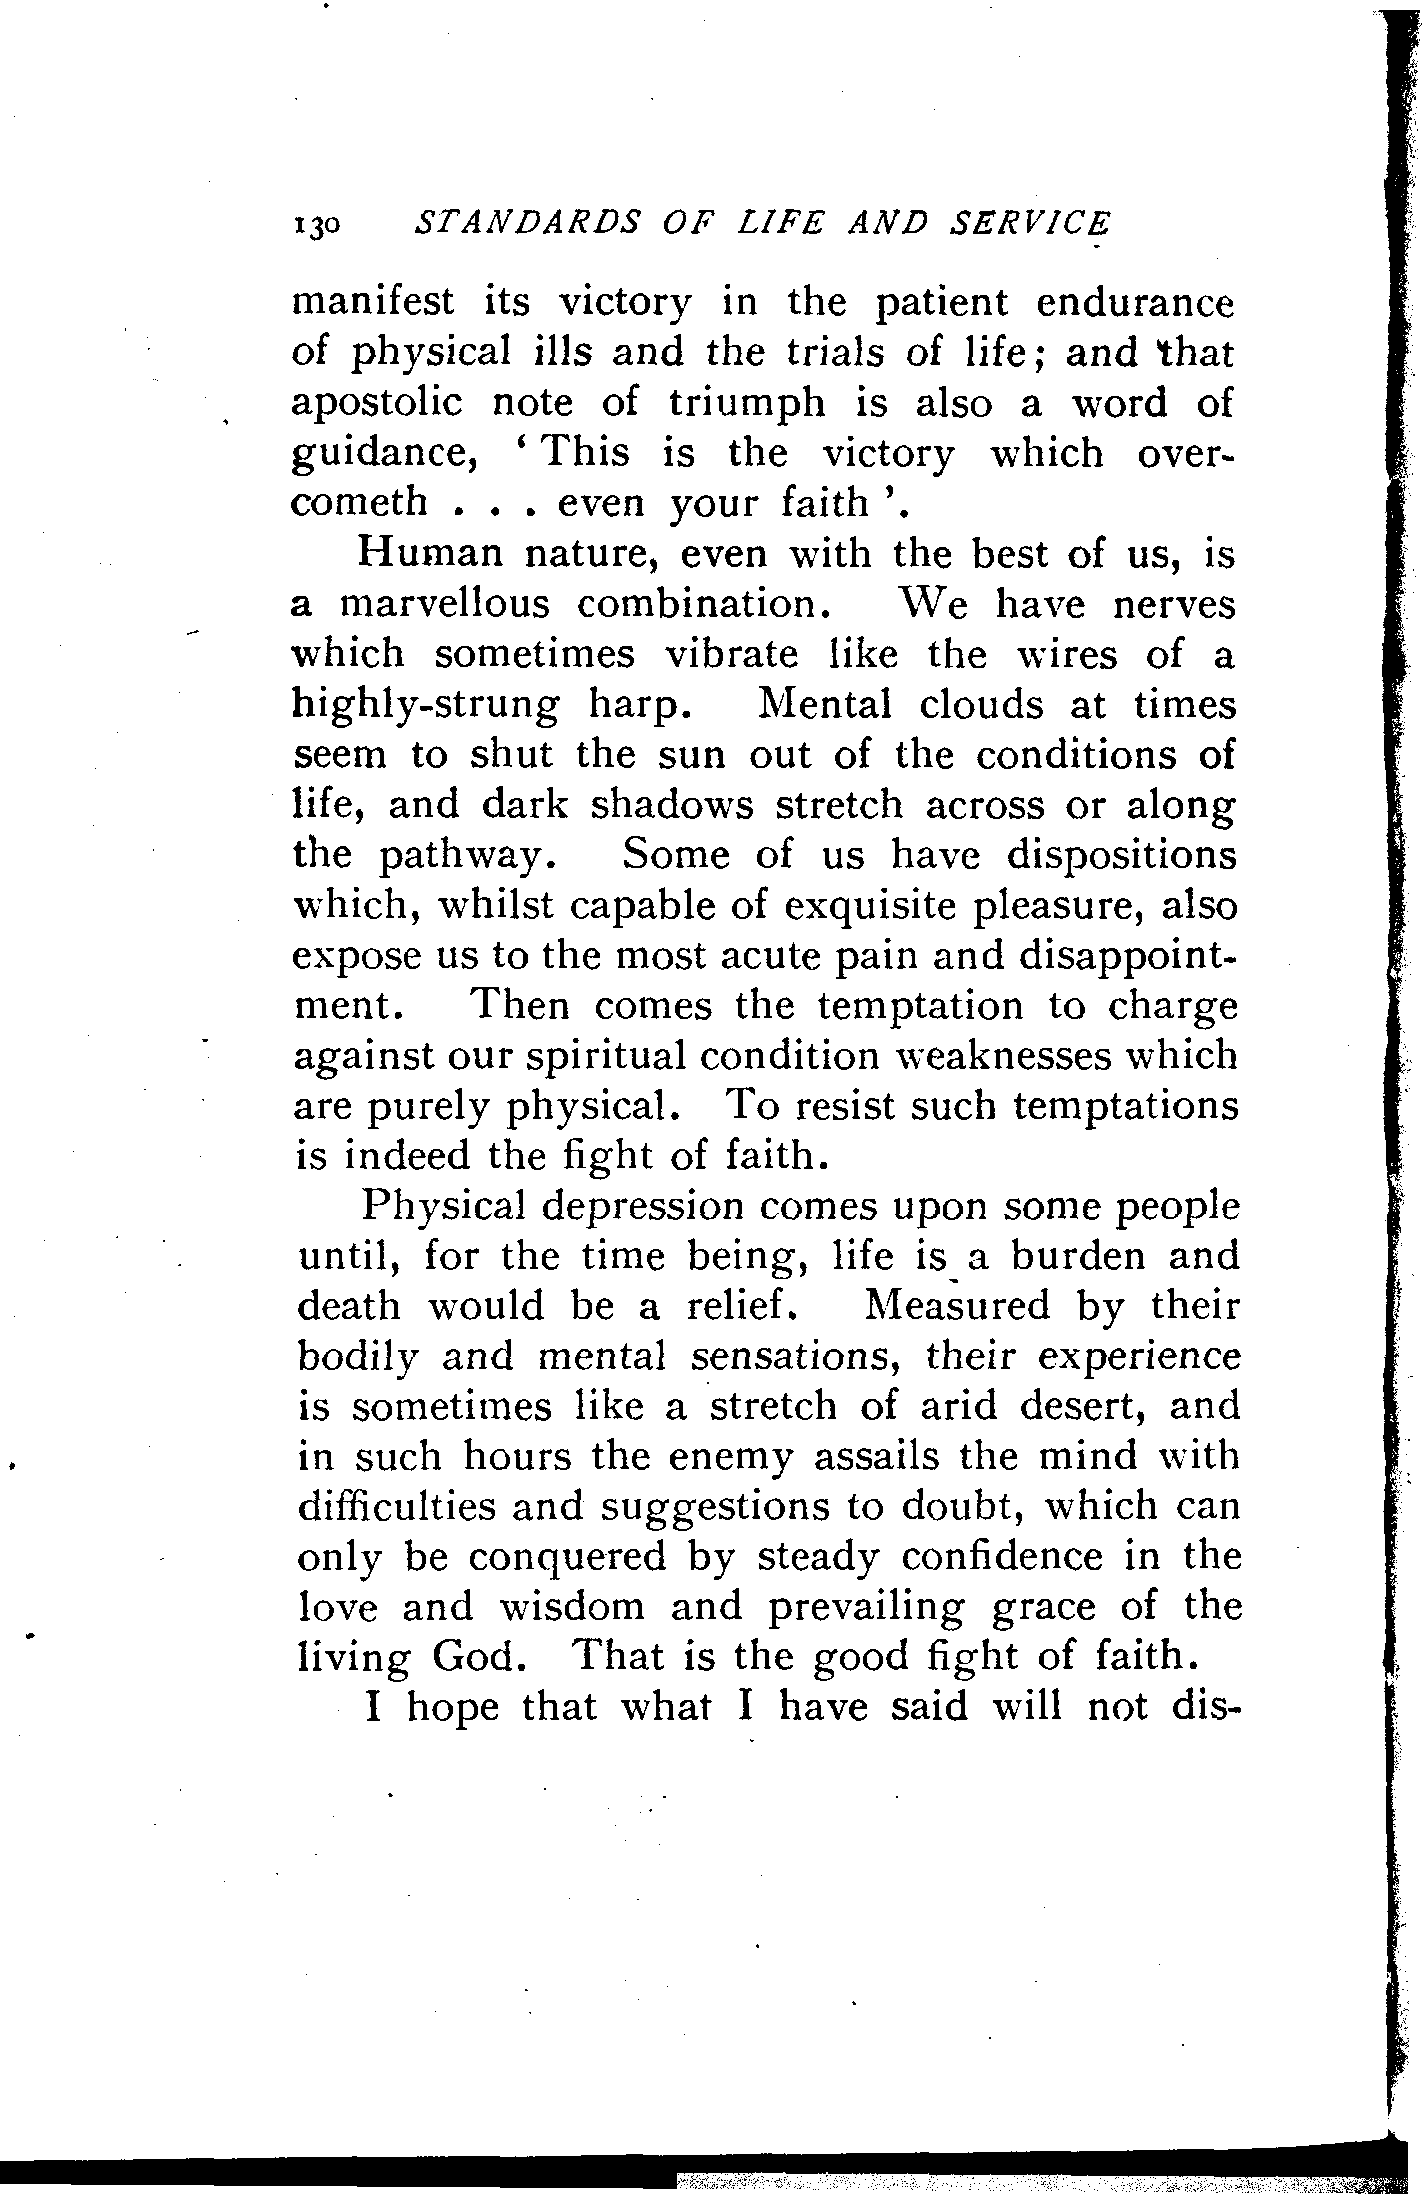 130 STANDARDS OF LIFE AND SERVICE
manifest its victory in the patient endurance
of physical ills and the trials of life; and that
apostolic note of triumph is also a word of
guidance, ‘ This is the victory which over-
cometh . . . even your faith ’.
Human nature, even with the best of us, is
a marvellous combination. We have nerves
which sometimes vibrate like the wires of a
highly-strung harp. Mental clouds at times
seem to shut the sun out of the conditions of
life, and dark shadows stretch across or along
the pathway. Some of us have dispositions
which, whilst capable of exquisite pleasure, also
expose us to the most acute pain and disappoint-
ment. Then comes the temptation to charge
against our spiritual condition weaknesses which
are purely physical. To resist such temptations
is indeed the fight of faith.
Physical depression comes upon some people
until, for the time being, life is a burden and
death would be a relief. Measured by their
bodily and mental sensations, their experience
is sometimes like a stretch of arid desert, and
in such hours the enemy assails the mind with
difficulties and suggestions to doubt, which can
only be conquered by steady confidence in the
love and wisdom and prevailing grace of the
living God. That is the good fight of faith.
I hope that what I have said will not dis-